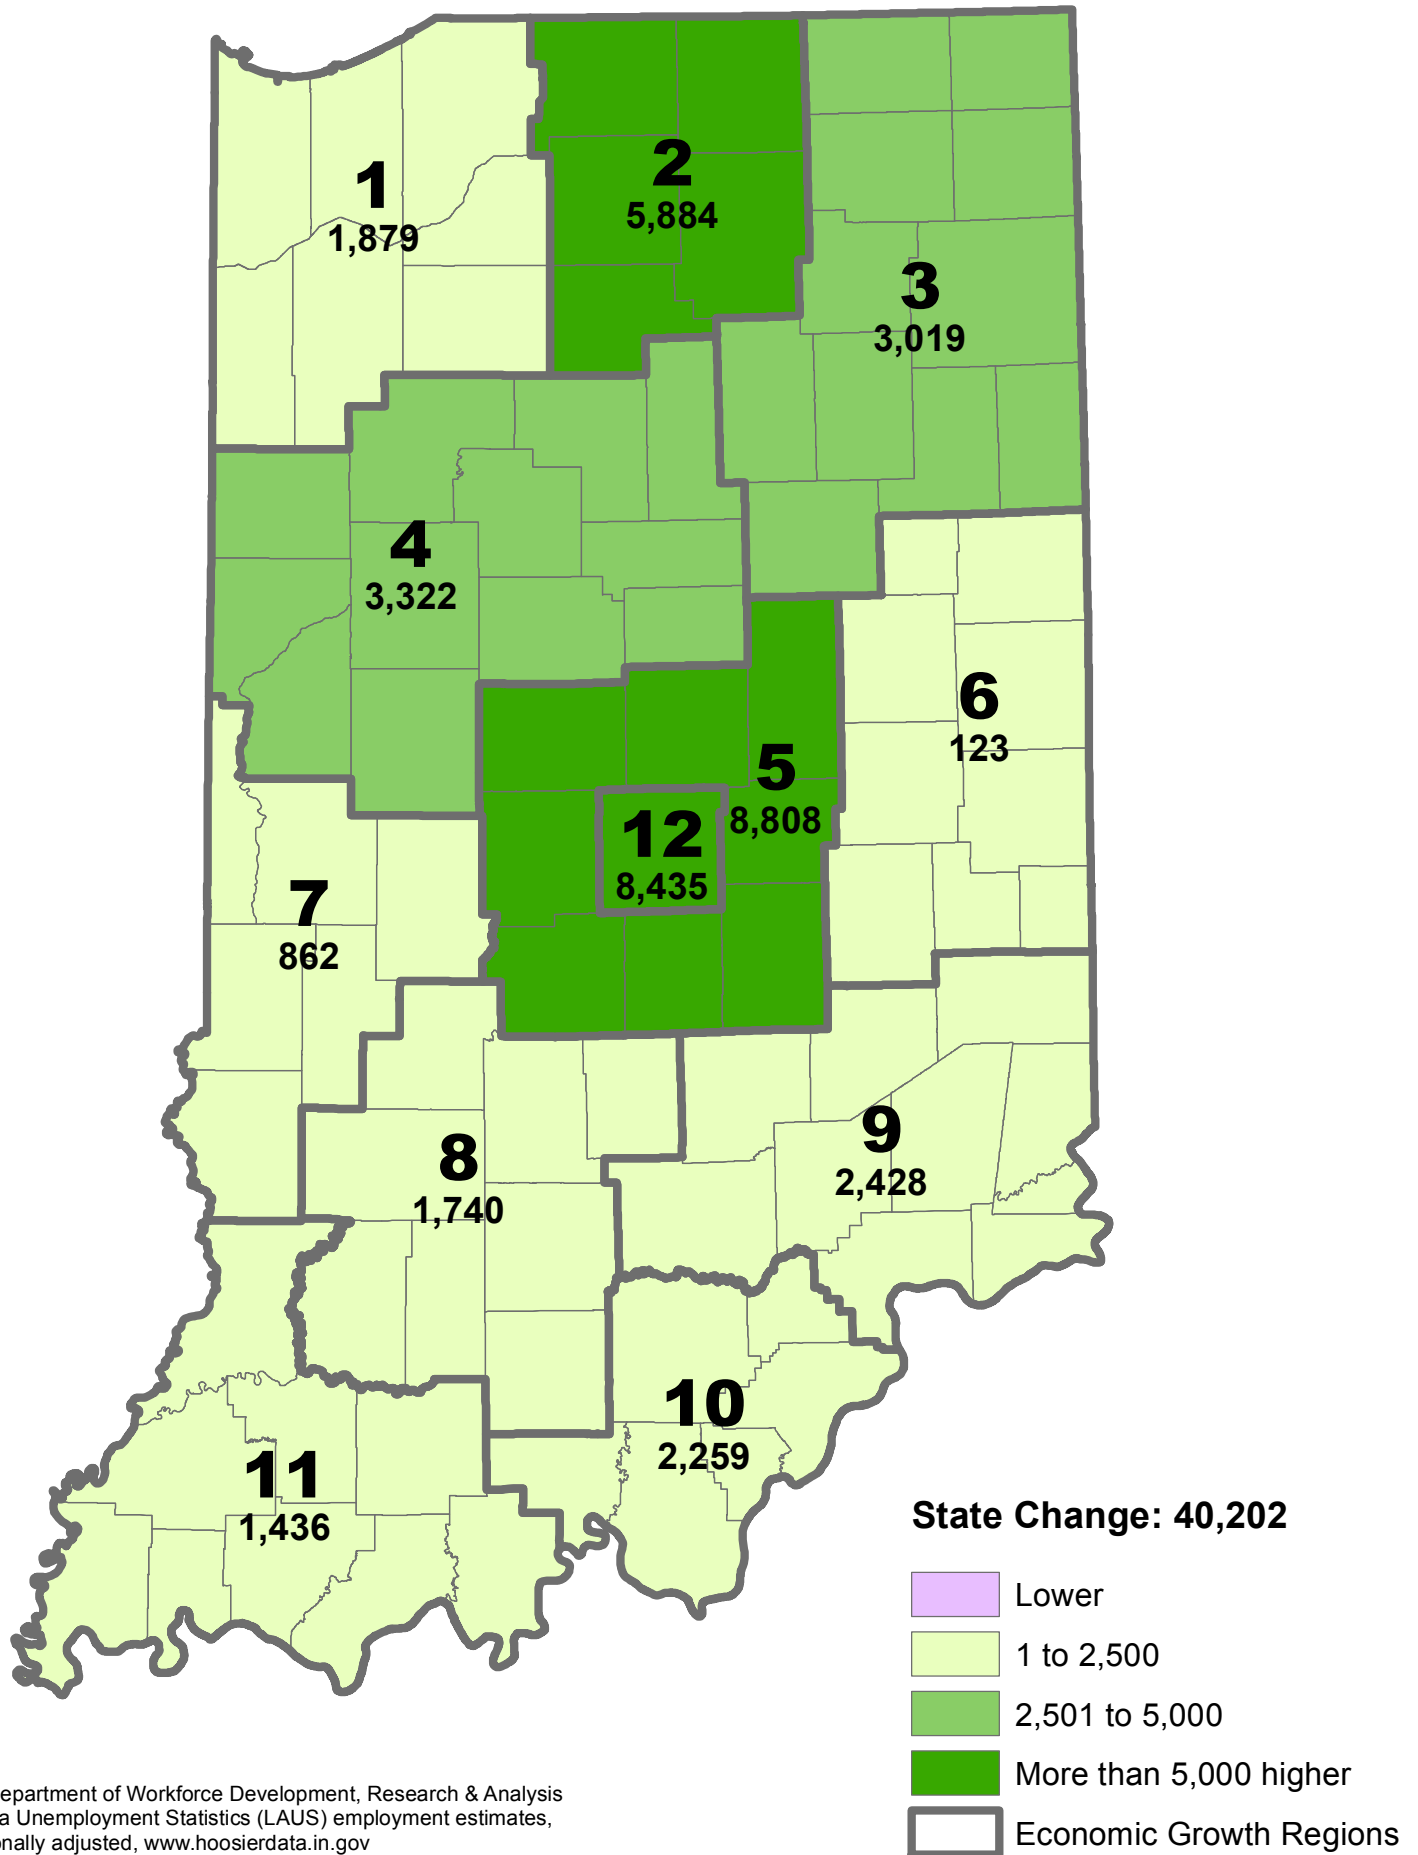 1
1,879
2
5,884
3
3,019
4
3,322
5
8,808
6
123
12
8,435
7
862
8
1,740
9
2,428
10
2,259
11
1,436
State Change: 40,202
Lower
1 to 2,500
2,501 to 5,000
More than 5,000 higher
Economic Growth Regions
epartment of Workforce Development, Research & Analysis
a Unemployment Statistics (LAUS) employment estimates,
nally adjusted, www.hoosierdata.in.gov